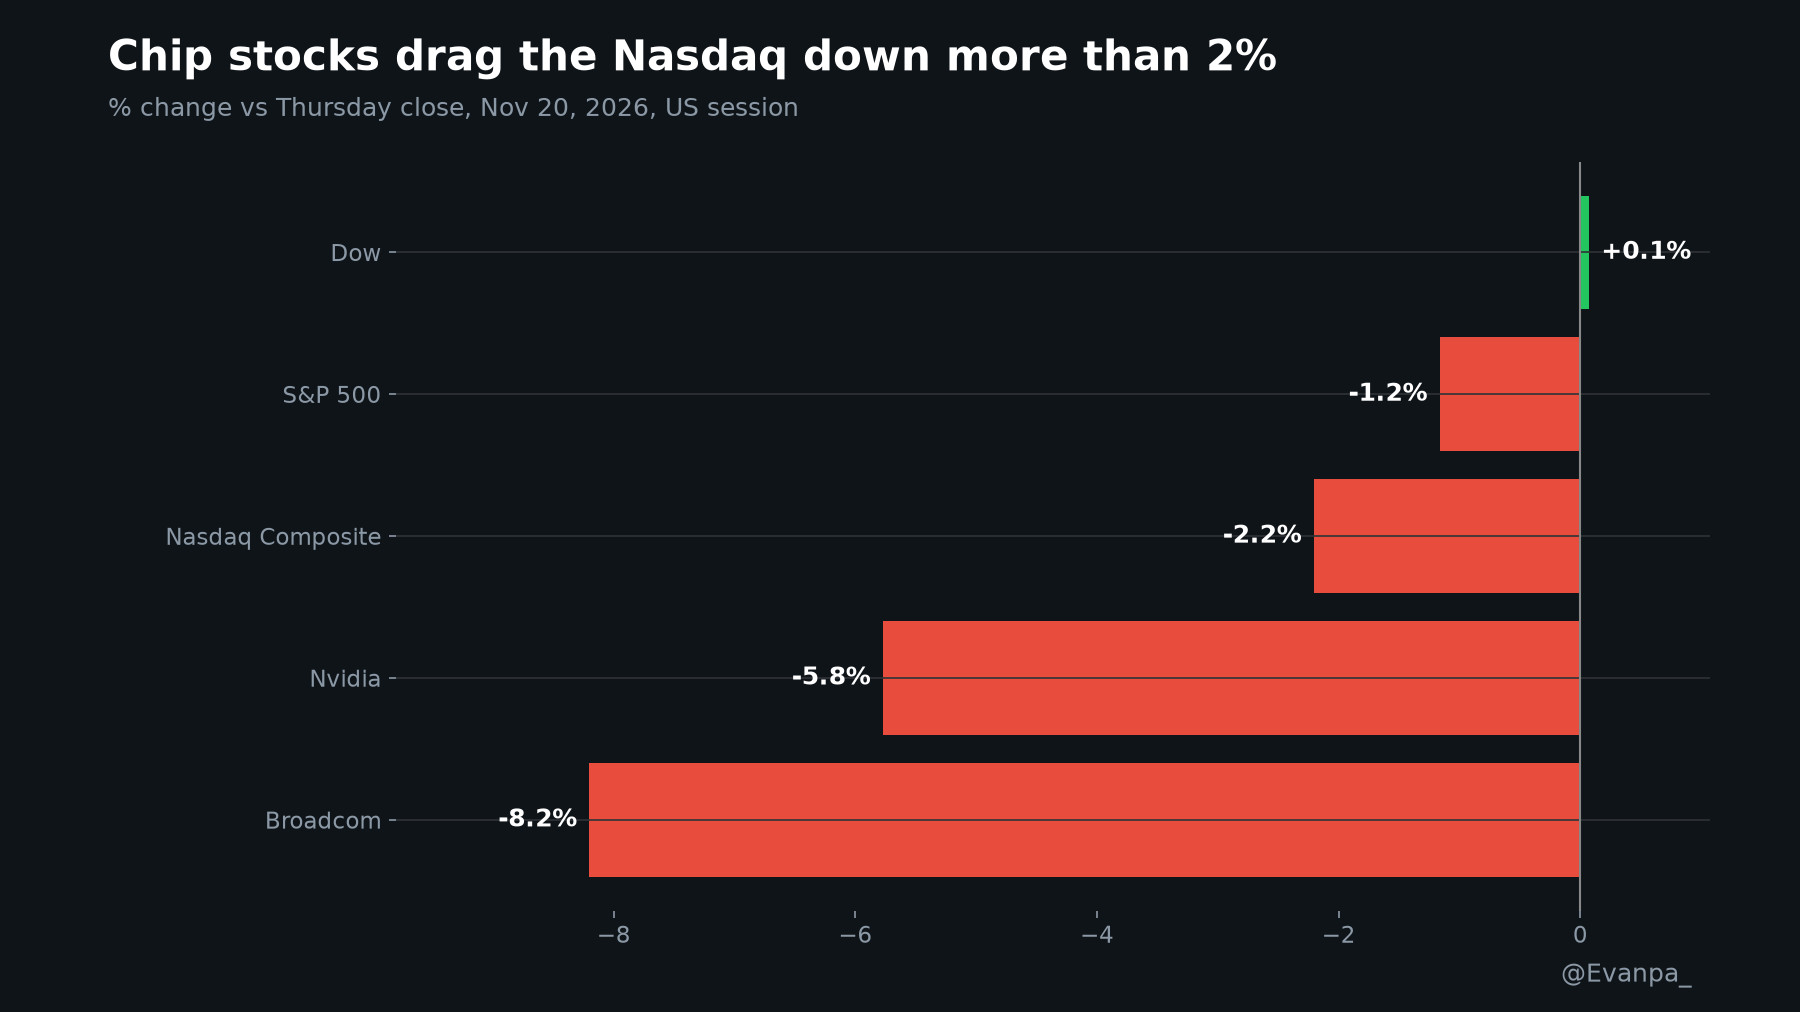 Chip stocks drag the Nasdaq down more than 2%
% change vs Thursday close, Nov 20, 2026, US session
Dow
+0.1%
S&P 500
-1.2%
Nasdaq Composite
-2.2%
Nvidia
-5.8%
Broadcom
-8.2%
−8 −6 −4 −2 0
@Evanpa_